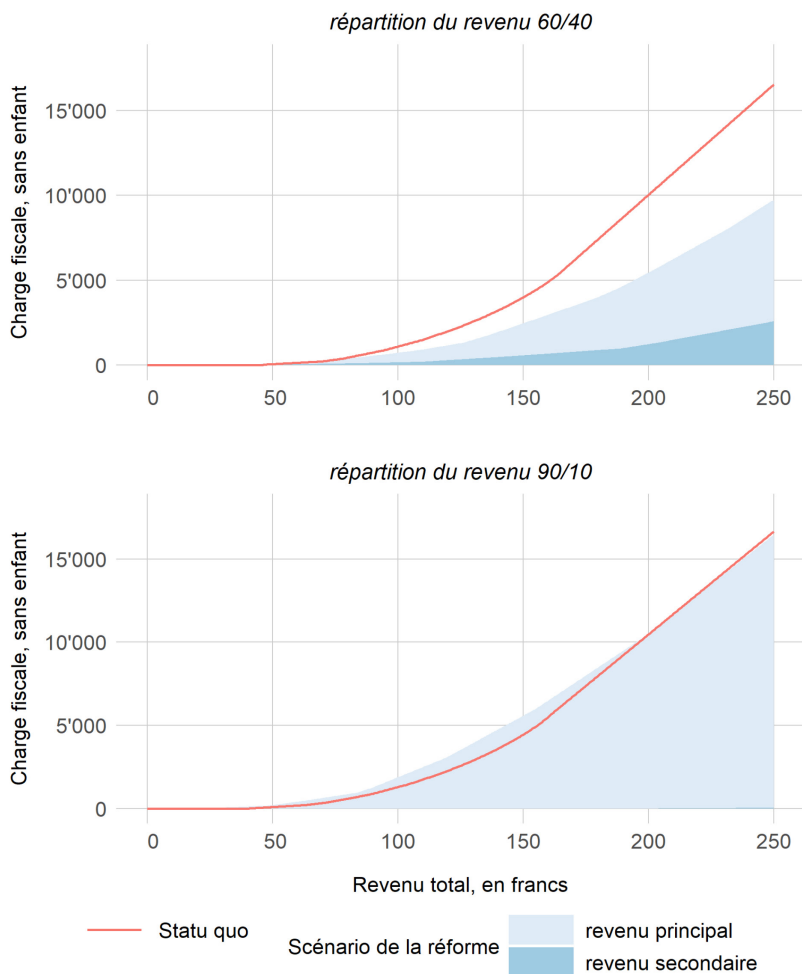 répartition du revenu 60/40
Charge fiscale, sans enfant
15'000
10'000
5'000
0
0 50 100 150 200 250
répartition du revenu 90/10
Charge fiscale, sans enfant
15'000
10'000
5'000
0
0 50 100 150 200 250
Revenu total, en francs
Statu quo
Scénario de la réforme
revenu principal
revenu secondaire